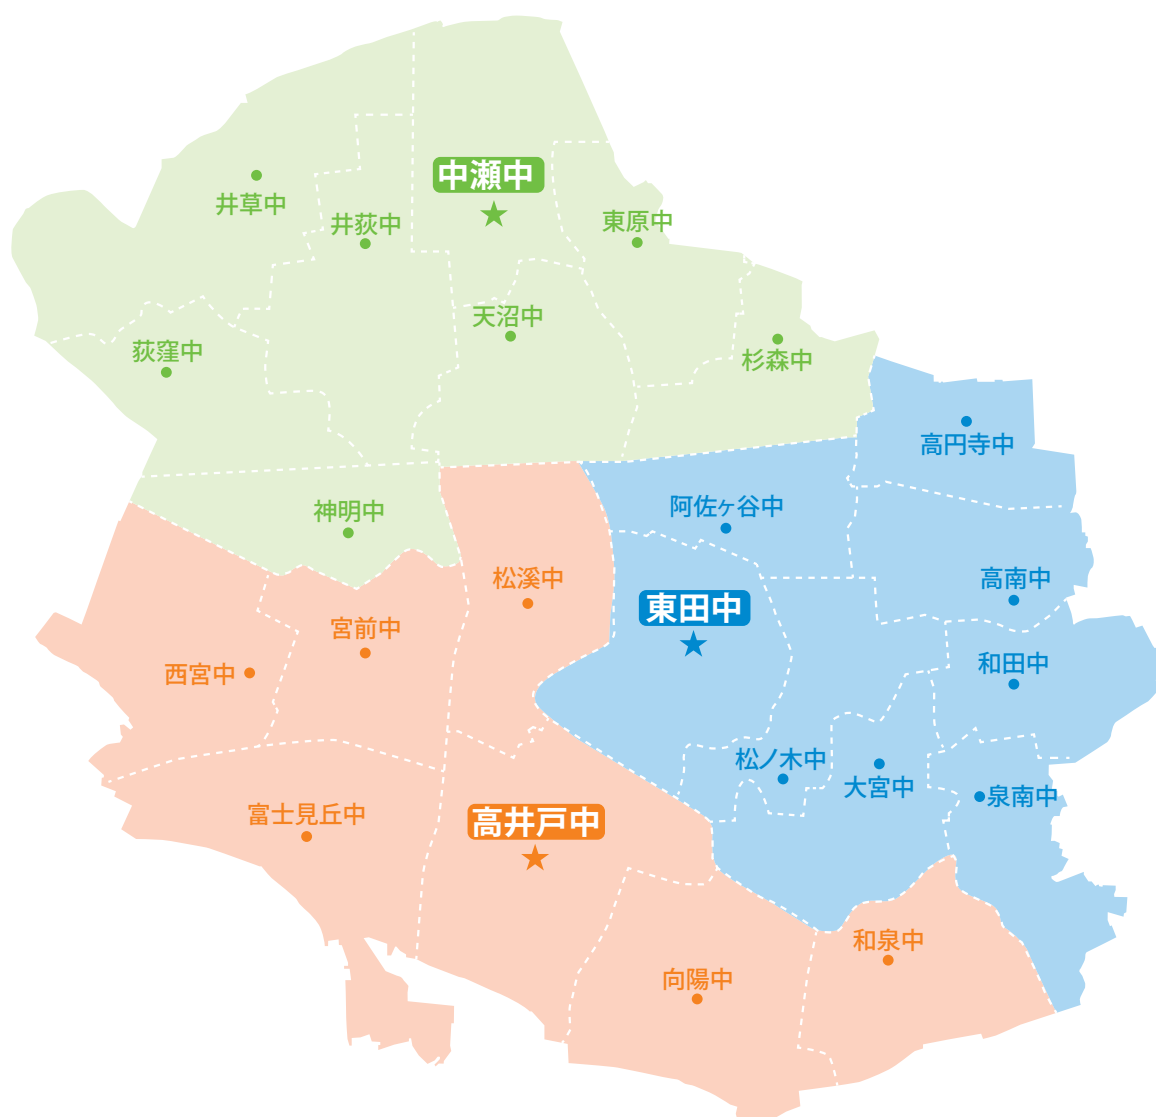 中瀬中
井草中
井荻中
東原中
天沼中
荻窪中
杉森中
高円寺中
阿佐ヶ谷中
神明中
松溪中
高南中
東田中
宮前中
西宮中
和田中
松ノ木中
大宮中
泉南中
富士見丘中
高井戸中
和泉中
向陽中